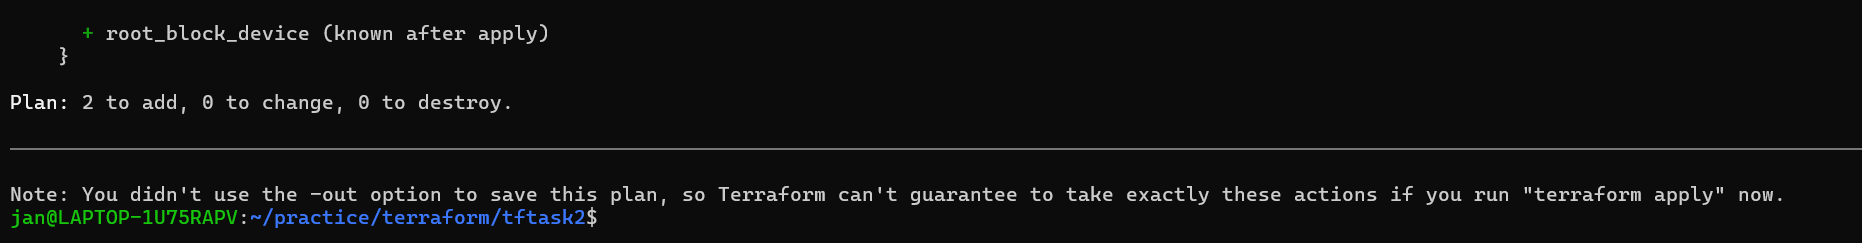 + root_block_device (known after apply)
}
Plan: 2 to add, 0 to change, 0 to destroy.
Note: You didn't use the -out option to save this plan, so Terraform can't guarantee to take exactly these actions if you run "terraform apply" now.
jan@LAPTOP-1U75RAPV:~/practice/terraform/tftask2$